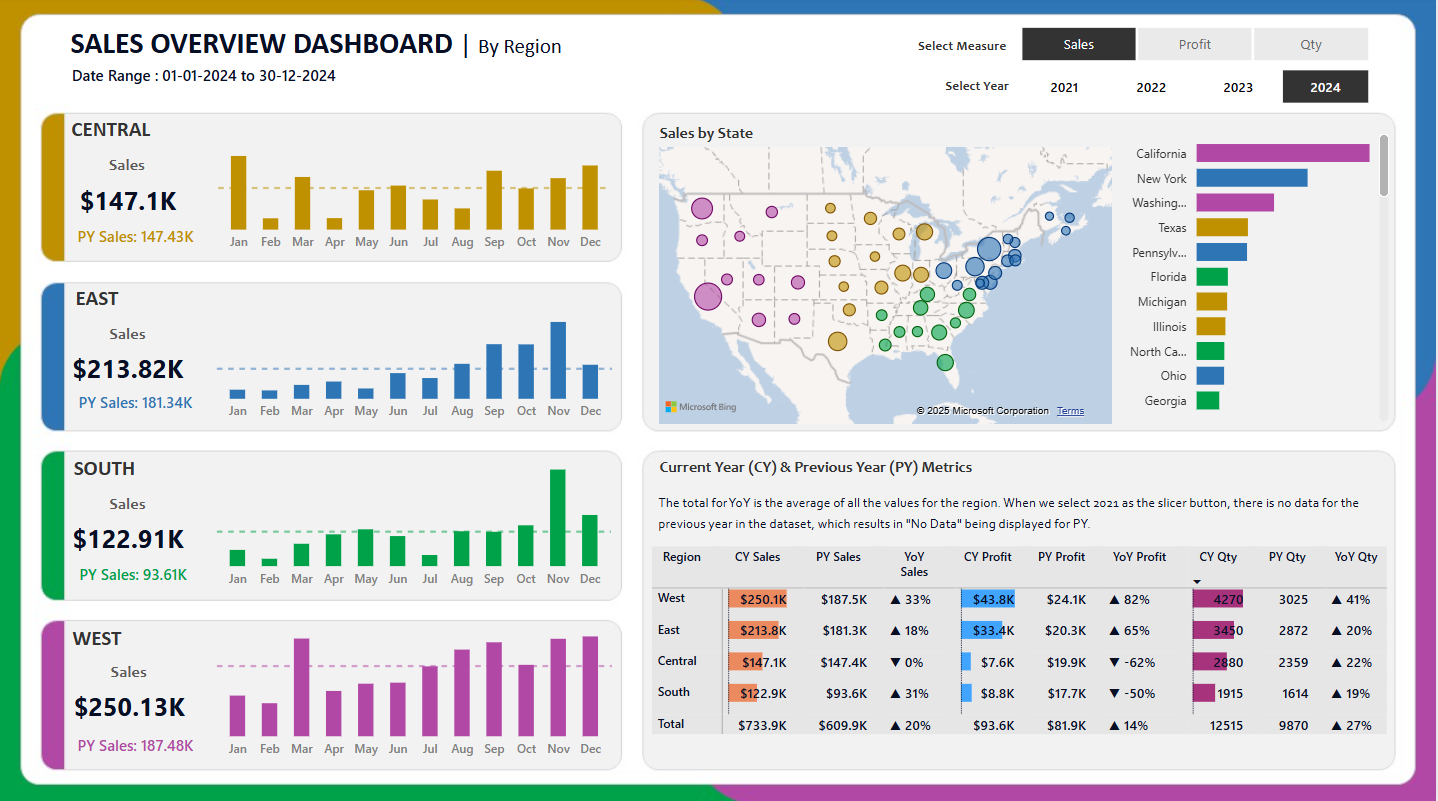 SALES OVERVIEW DASHBOARD | By Region
Date Range : 01-01-2024 to 30-12-2024
Select Measure
Sales
Profit
Qty
Select Year
2021
2022
2023
2024
CENTRAL
Sales
$147.1K
PY Sales: 147.43K
Jan Feb Mar Apr May Jun Jul Aug Sep Oct Nov Dec
EAST
Sales
$213.82K
PY Sales: 181.34K
Jan Feb Mar Apr May Jun Jul Aug Sep Oct Nov Dec
SOUTH
Sales
$122.91K
PY Sales: 93.61K
Jan Feb Mar Apr May Jun Jul Aug Sep Oct Nov Dec
WEST
Sales
$250.13K
PY Sales: 187.48K
Jan Feb Mar Apr May Jun Jul Aug Sep Oct Nov Dec
Sales by State
Microsoft Bing
© 2025 Microsoft Corporation Terms
California
New York
Washing...
Texas
Pennsylv...
Florida
Michigan
Illinois
North Ca...
Ohio
Georgia
Current Year (CY) & Previous Year (PY) Metrics
The total for YoY is the average of all the values for the region. When we select 2021 as the slicer button, there is no data for the
previous year in the dataset, which results in "No Data" being displayed for PY.
Region CY Sales PY Sales YoY Sales CY Profit PY Profit YoY Profit CY Qty PY Qty YoY Qty
West $250.1K $187.5K ▲ 33% $43.8K $24.1K ▲ 82% 4270 3025 ▲ 41%
East $213.8K $181.3K ▲ 18% $33.4K $20.3K ▲ 65% 3450 2872 ▲ 20%
Central $147.1K $147.4K ▼ 0% $7.6K $19.9K ▼ -62% 2880 2359 ▲ 22%
South $122.9K $93.6K ▲ 31% $8.8K $17.7K ▼ -50% 1915 1614 ▲ 19%
Total $733.9K $609.9K ▲ 20% $93.6K $81.9K ▲ 14% 12515 9870 ▲ 27%